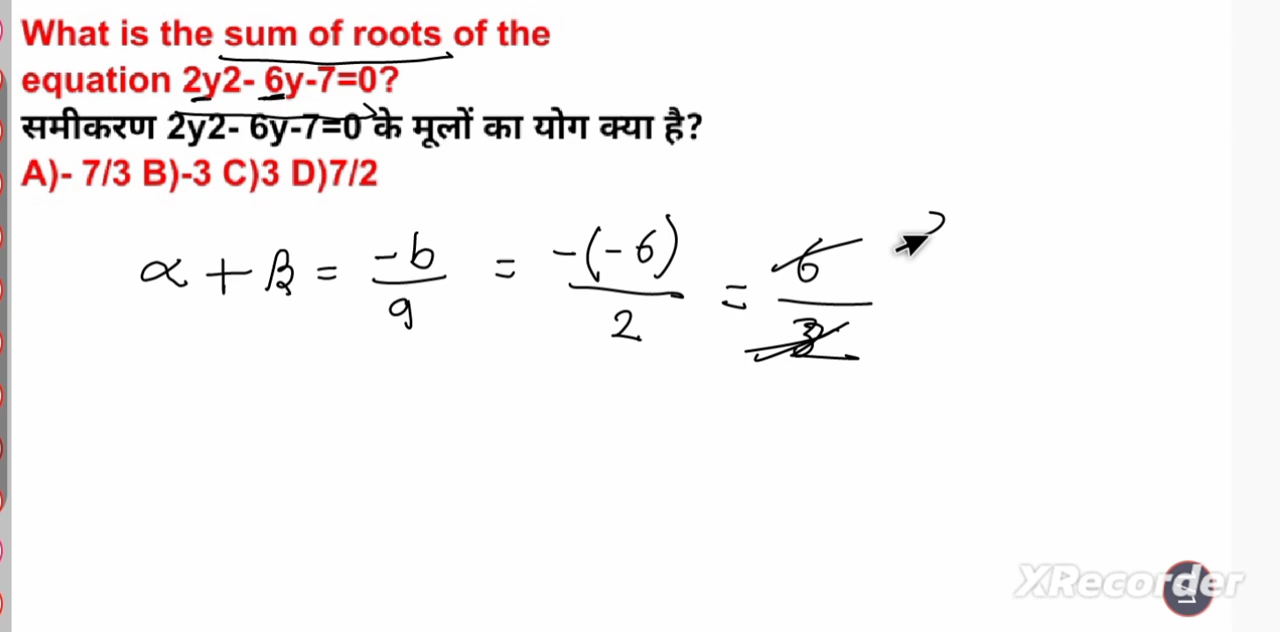 What is the sum of roots of the
equation 2y2- 6y-7=0?
समीकरण 2y2- 6y-7=0 के मूलों का योग क्या है?
A)- 7/3 B)-3 C)3 D)7/2
α + β = -b/a = -(-6)/2 = 6/2
XRecorder